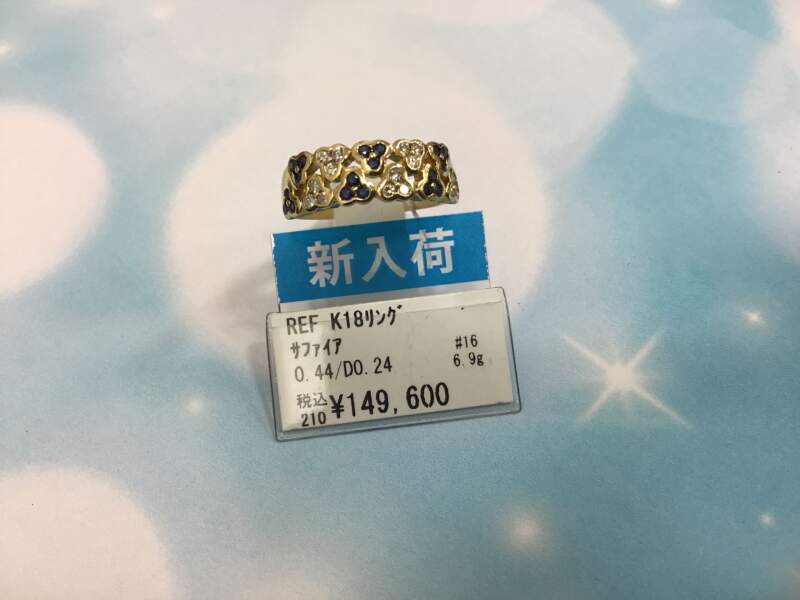 新入荷
REF K18ﾘﾝｸﾞ
ｻﾌｧｲｱ #16
0.44/D0.24 6.9g
税込 ¥149,600
210